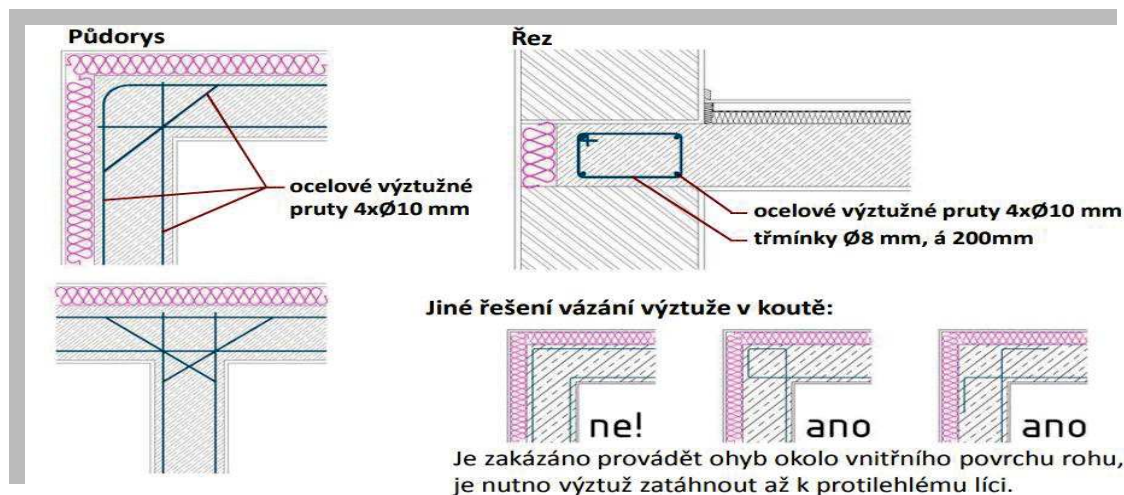 Půdorys
Řez
ocelové výztužné
pruty 4xØ10 mm
ocelové výztužné pruty 4xØ10 mm
třmínky Ø8 mm, á 200mm
Jiné řešení vázání výztuže v koutě:
ne!
ano
ano
Je zakázáno provádět ohyb okolo vnitřního povrchu rohu,
je nutno výztuž zatáhnout až k protilehlému líci.